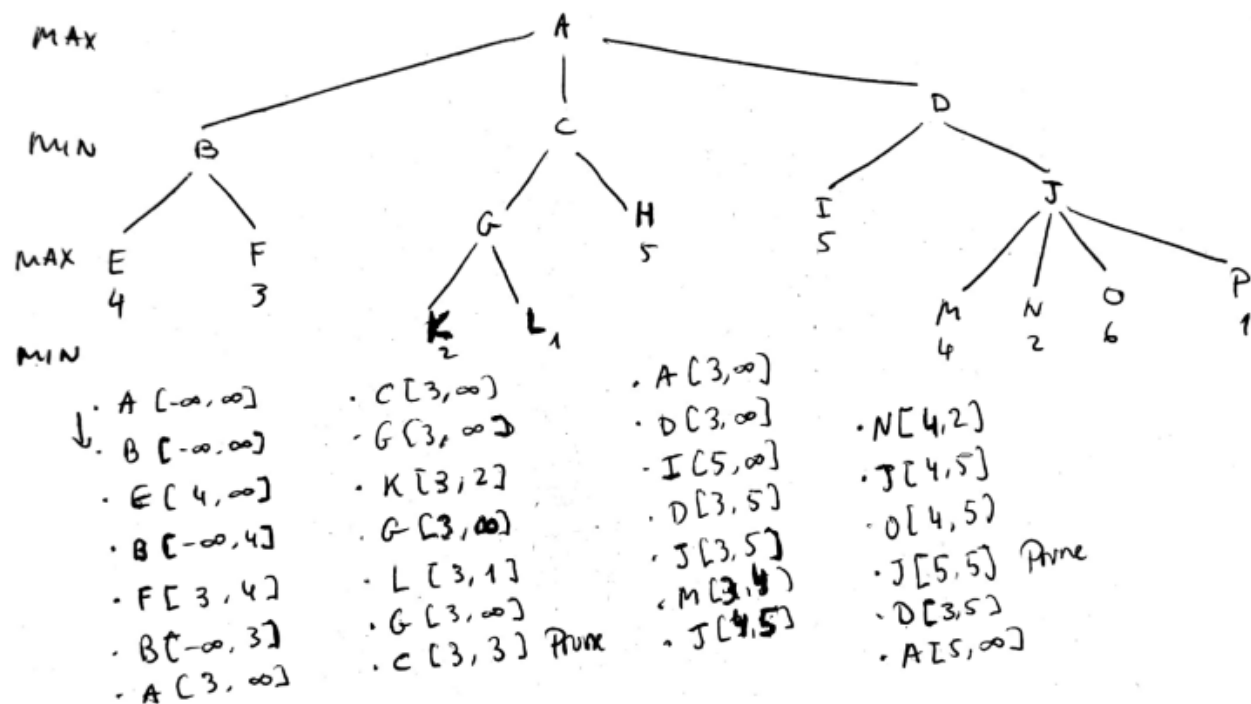 MAX
A
MIN
B
C
D
MAX
E
4
F
3
G
H
5
I
5
J
MIN
K
2
L
1
M
4
N
2
O
6
P
1
↓
· A [-∞, ∞]
· B [-∞, ∞]
· E [4, ∞]
· B [-∞, 4]
· F [3, 4]
· B [-∞, 3]
· A [3, ∞]
· C [3, ∞)
· G [3, ∞]
· K [3, 2]
· G [3, ∞)
· L [3, 1]
· G [3, ∞)
· C [3, 3] Prune
· A [3, ∞]
· D [3, ∞]
· I [5, ∞]
· D [3, 5]
· J [3, 5]
· M [3, 4)
· J [4, 5]
· N [4, 2]
· J [4, 5]
· O [4, 5)
· J [5, 5] Prune
· D [3, 5]
· A [5, ∞]